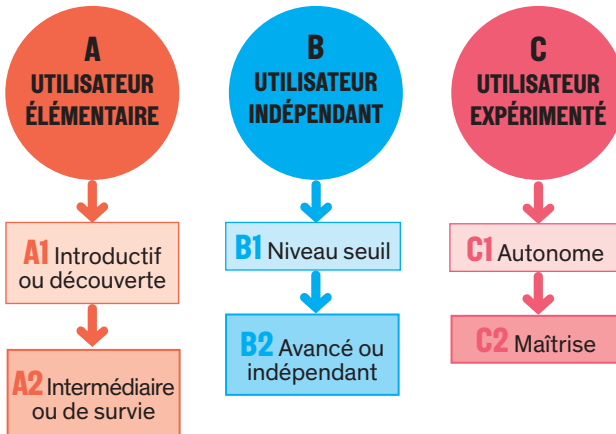 A
UTILISATEUR
ÉLÉMENTAIRE
A1 Introductif
ou découverte
A2 Intermédiaire
ou de survie
B
UTILISATEUR
INDÉPENDANT
B1 Niveau seuil
B2 Avancé ou
indépendant
C
UTILISATEUR
EXPÉRIMENTÉ
C1 Autonome
C2 Maîtrise